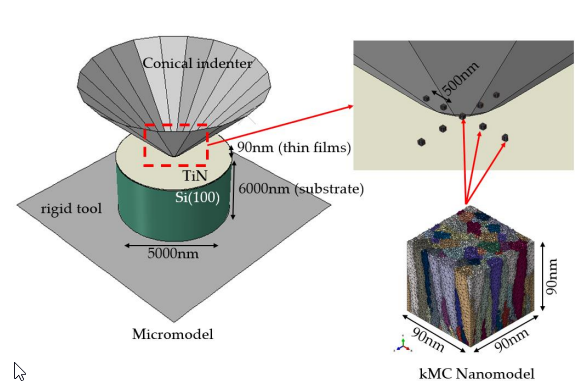 Conical indenter
500nm
90nm (thin films)
TiN
Si(100)
6000nm (substrate)
rigid tool
5000nm
Micromodel
90nm
90nm
90nm
kMC Nanomodel